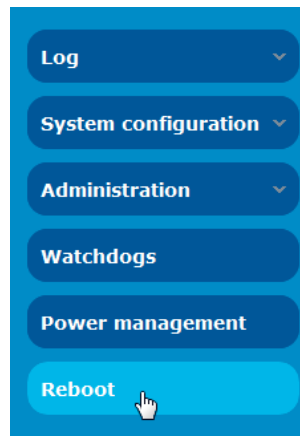 Log
System configuration
Administration
Watchdogs
Power management
Reboot